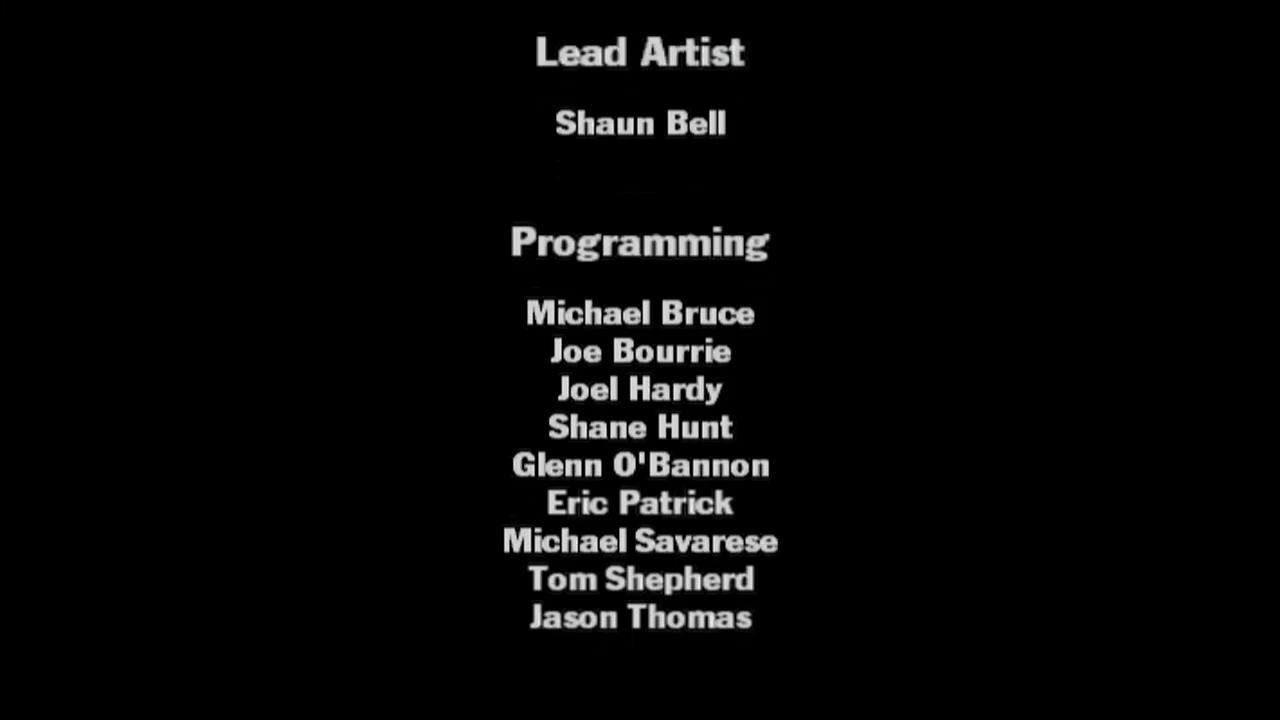 Lead Artist
Shaun Bell
Programming
Michael Bruce
Joe Bourrie
Joel Hardy
Shane Hunt
Glenn O'Bannon
Eric Patrick
Michael Savarese
Tom Shepherd
Jason Thomas